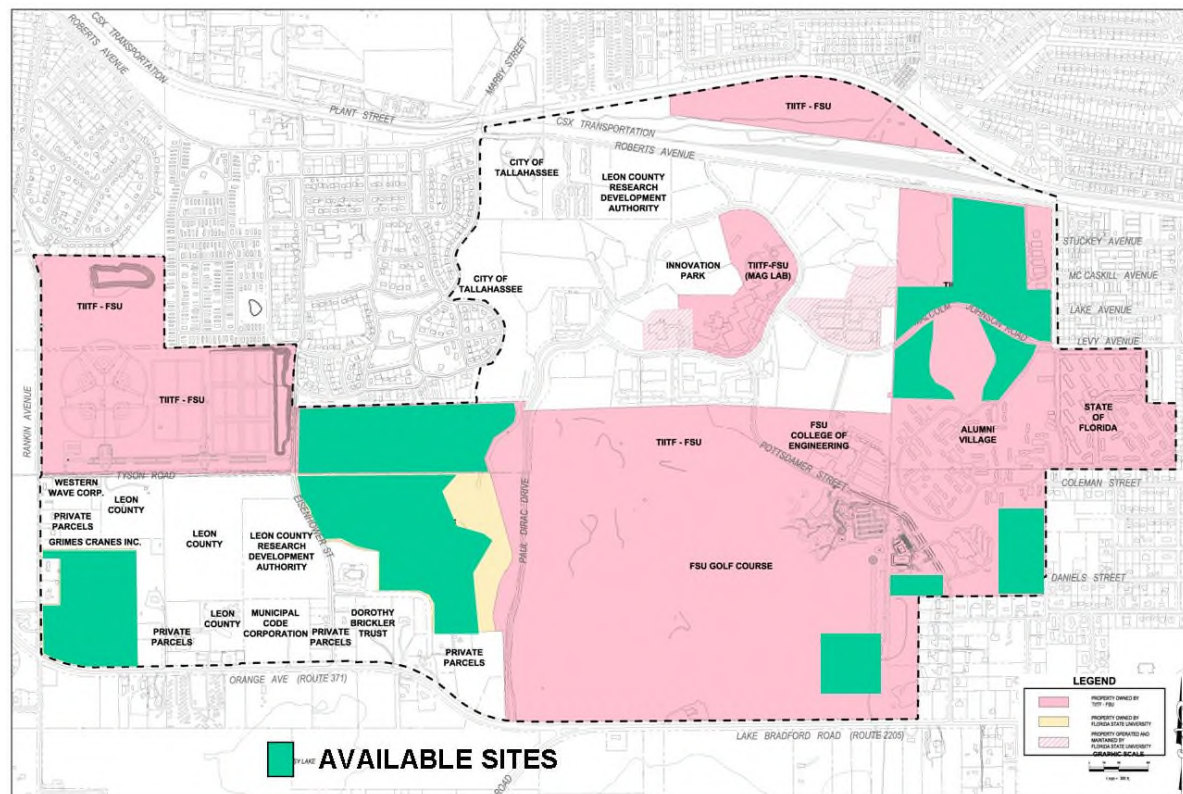 CSX TRANSPORTATION
ROBERTS AVENUE
MABRY STREET
PLANT STREET
TIITF - FSU
CSX TRANSPORTATION
ROBERTS AVENUE
CITY OF
TALLAHASSEE
LEON COUNTY
RESEARCH
DEVELOPMENT
AUTHORITY
STUCKEY AVENUE
INNOVATION
PARK
TIITF-FSU
(MAG LAB)
CITY OF
TALLAHASSEE
MC CASKILL AVENUE
TIITF - FSU
LAKE AVENUE
JOHNSON ROAD
LEVY AVENUE
RANKIN AVENUE
TIITF - FSU
TIITF - FSU
FSU
COLLEGE OF
ENGINEERING
ALUMNI
VILLAGE
STATE
OF
FLORIDA
POTTSDAMER STREET
TYSON ROAD
COLEMAN STREET
WESTERN
WAVE CORP.
LEON
COUNTY
PRIVATE
PARCELS
GRIMES CRANES INC.
LEON
COUNTY
LEON COUNTY
RESEARCH
DEVELOPMENT
AUTHORITY
EISENHOWER ST.
PAUL DIRAC DRIVE
FSU GOLF COURSE
DANIELS STREET
PRIVATE
PARCELS
LEON
COUNTY
MUNICIPAL
CODE
CORPORATION
PRIVATE
PARCELS
DOROTHY
BRICKLER
TRUST
PRIVATE
PARCELS
ORANGE AVE (ROUTE 371)
LAKE BRADFORD ROAD (ROUTE 2205)
ROAD
AVAILABLE SITES
LEGEND
PROPERTY OWNED BY
TIITF - FSU
PROPERTY OWNED BY
FLORIDA STATE UNIVERSITY
PROPERTY OPERATED AND
MAINTAINED BY
FLORIDA STATE UNIVERSITY
GRAPHIC SCALE